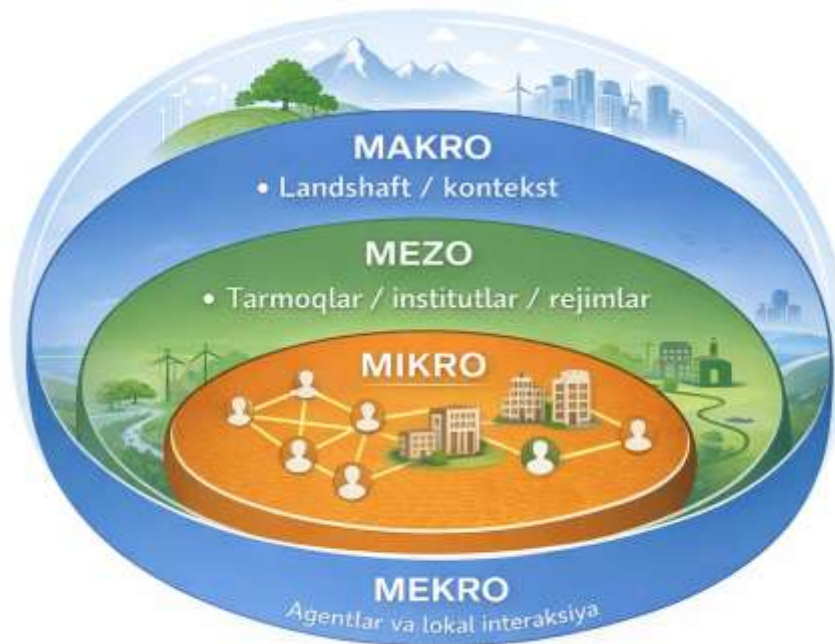 MAKRO
• Landshaft / kontekst
MEZO
• Tarmoqlar / institutlar / rejimlar
MIKRO
MEKRO
Agentlar va lokal interaksiya